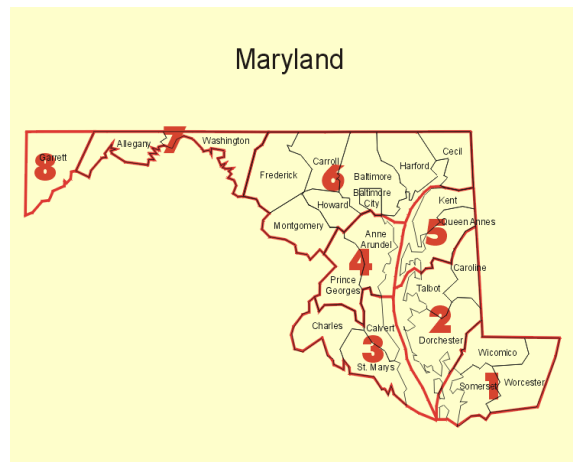 Maryland
7
Allegany
Washington
Garrett
8
Frederick
Carroll
6
Baltimore
Harford
Cecil
Baltimore
City
Howard
Montgomery
Kent
5
Queen Annes
Anne
Arundel
4
Prince
Georges
Caroline
Talbot
2
Dorchester
Charles
Calvert
3
St. Marys
Wicomico
Somerset
1
Worcester